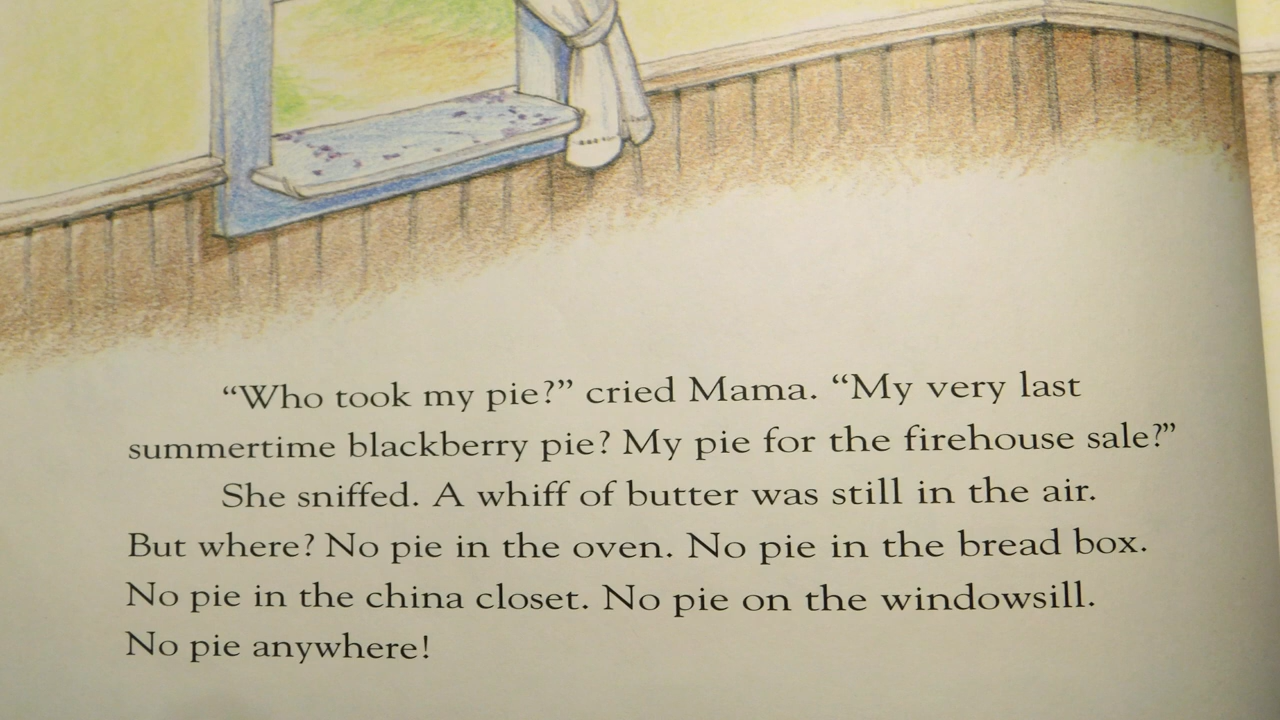 “Who took my pie?” cried Mama. “My very last
summertime blackberry pie? My pie for the firehouse sale?”
She sniffed. A whiff of butter was still in the air.
But where? No pie in the oven. No pie in the bread box.
No pie in the china closet. No pie on the windowsill.
No pie anywhere!